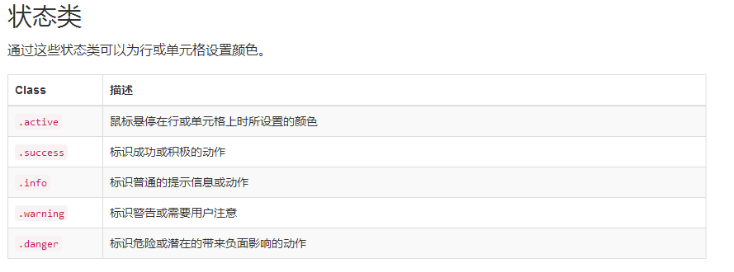 状态类
通过这些状态类可以为行或单元格设置颜色。
Class 描述
.active 鼠标悬停在行或单元格上时所设置的颜色
.success 标识成功或积极的动作
.info 标识普通的提示信息或动作
.warning 标识警告或需要用户注意
.danger 标识危险或潜在的带来负面影响的动作